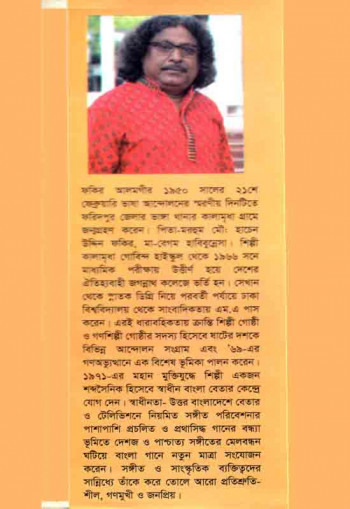 ফকির আলমগীর ১৯৫০ সালের ২১শে
ফেব্রুয়ারি ভাষা আন্দোলনের স্মরণীয় দিনটিতে
ফরিদপুর জেলার ভাঙ্গা থানার কালামৃধা গ্রামে
জন্মগ্রহণ করেন। পিতা-মরহুম মৌঃ হাচেন
উদ্দিন ফকির, মা-বেগম হাবিবুন্নেসা। শিল্পী
কালামৃধা গোবিন্দ হাইস্কুল থেকে ১৯৬৬ সনে
মাধ্যমিক পরীক্ষায় উত্তীর্ণ হয়ে দেশের
ঐতিহ্যবাহী জগন্নাথ কলেজে ভর্তি হন। সেখান
থেকে স্নাতক ডিগ্রি নিয়ে পরবর্তী পর্যায়ে ঢাকা
বিশ্ববিদ্যালয় থেকে সাংবাদিকতায় এম.এ পাস
করেন। এরই ধারাবাহিকতায় ক্রান্তি শিল্পী গোষ্ঠী
ও গণশিল্পী গোষ্ঠীর সদস্য হিসেবে ষাটের দশকে
বিভিন্ন আন্দোলন সংগ্রাম এবং '৬৯-এর
গণঅভ্যুত্থানে এক বিশেষ ভূমিকা পালন করেন।
১৯৭১-এর মহান মুক্তিযুদ্ধে শিল্পী একজন
শব্দসৈনিক হিসেবে স্বাধীন বাংলা বেতার কেন্দ্রে
যোগ দেন। স্বাধীনতা- উত্তর বাংলাদেশে বেতার
ও টেলিভিশনে নিয়মিত সঙ্গীত পরিবেশনার
পাশাপাশি প্রচলিত ও প্রথাসিদ্ধ গানের বন্ধ্যা
ভূমিতে দেশজ ও পাশ্চাত্য সঙ্গীতের মেলবন্ধন
ঘটিয়ে বাংলা গানে নতুন মাত্রা সংযোজন
করেন। সঙ্গীত ও সাংস্কৃতিক ব্যক্তিত্বদের
সান্নিধ্যে তাঁকে করে তোলে আরো প্রতিশ্রুতি-
শীল, গণমুখী ও জনপ্রিয়।